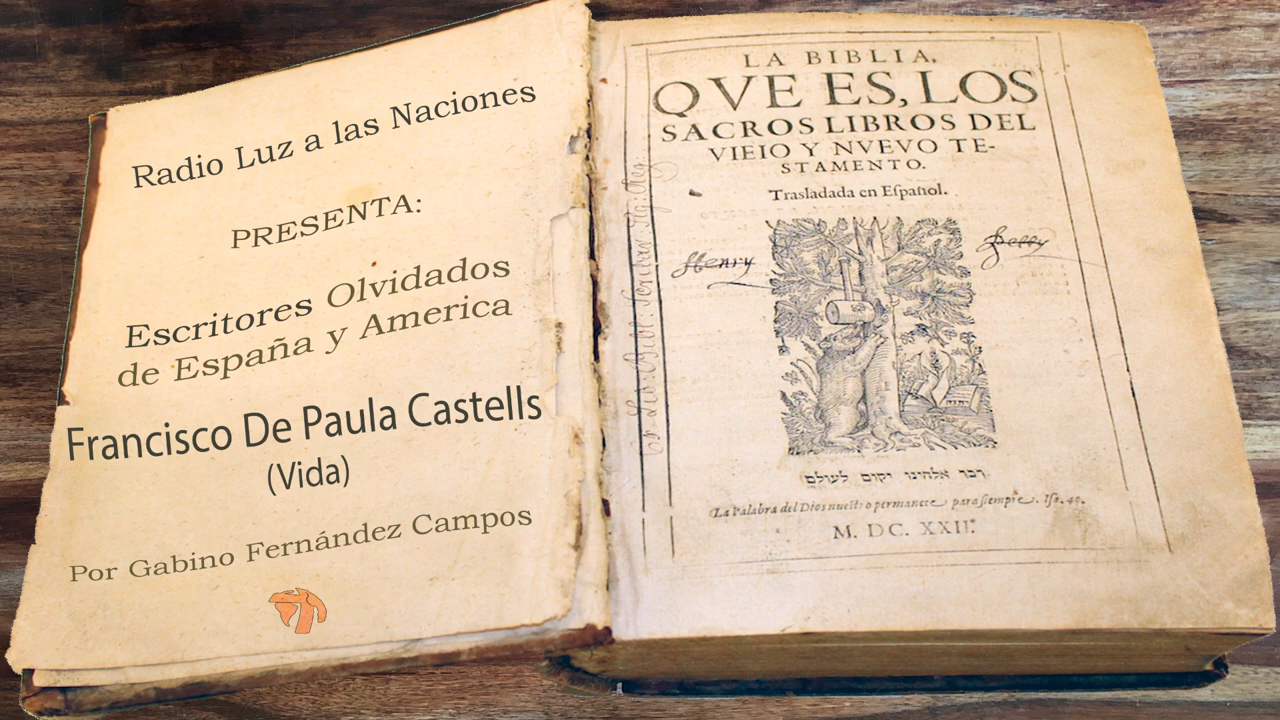 Radio Luz a las Naciones
PRESENTA:
Escritores Olvidados
de España y America
Francisco De Paula Castells
(Vida)
Por Gabino Fernández Campos
LA BIBLIA,
QVE ES, LOS
SACROS LIBROS DEL
VIEIO Y NVEVO TE-
STAMENTO.
Trasladada en Español.
Henry
דבר אלהינו יקום לעולם
La Palabra del Dios nuestro permanece para siempre. Isa. 40.
M. DC. XXII.